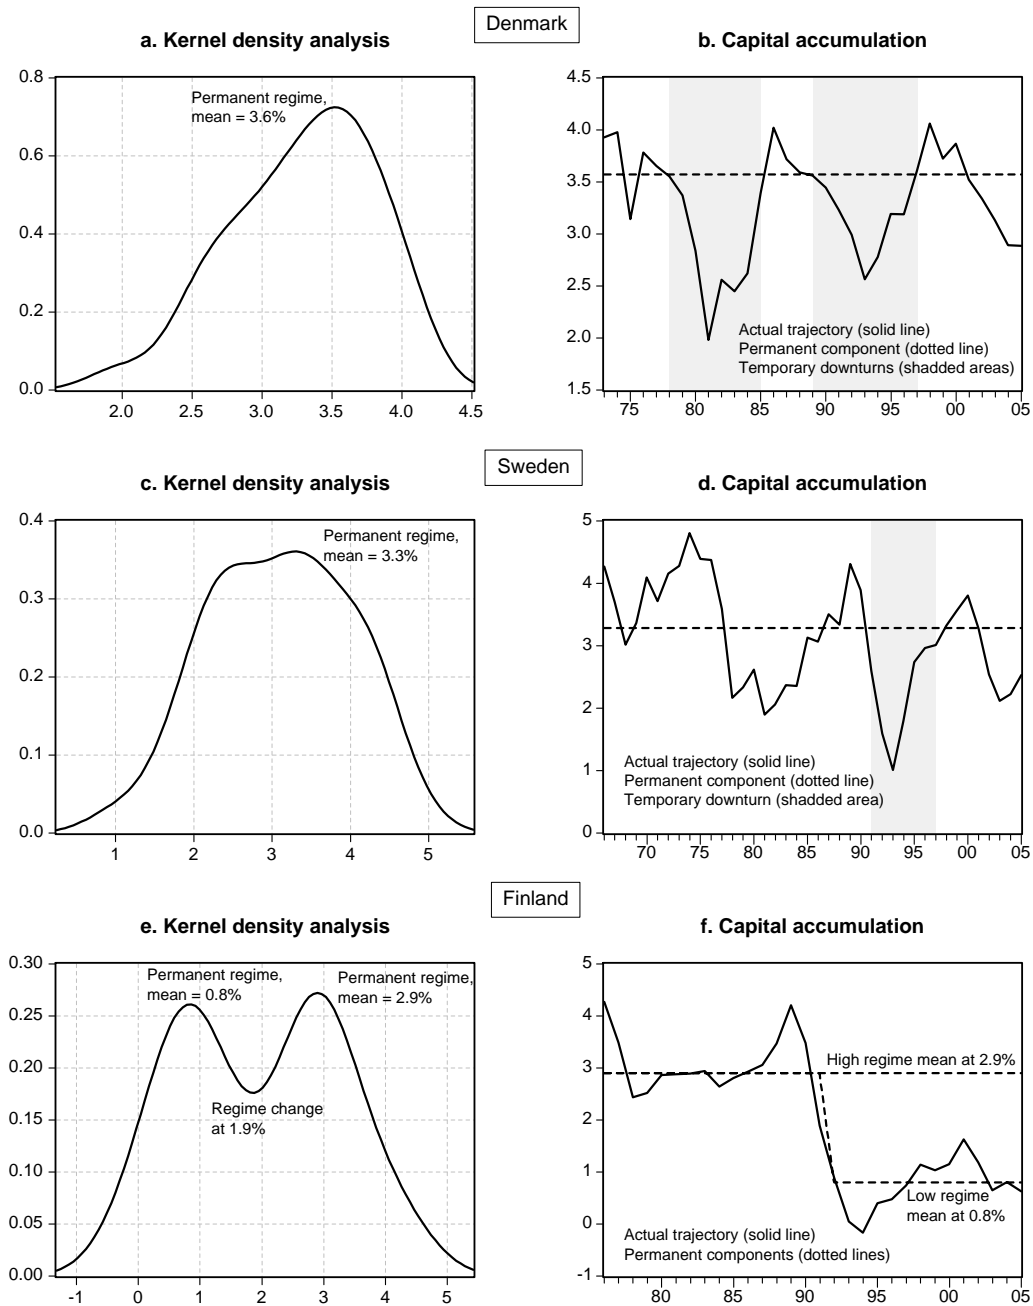 Denmark
a. Kernel density analysis
0.8
0.6
0.4
0.2
0.0
2.0 2.5 3.0 3.5 4.0 4.5
Permanent regime,
mean = 3.6%
b. Capital accumulation
4.5
4.0
3.5
3.0
2.5
2.0
1.5
75 80 85 90 95 00 05
Actual trajectory (solid line)
Permanent component (dotted line)
Temporary downturns (shadded areas)
Sweden
c. Kernel density analysis
0.4
0.3
0.2
0.1
0.0
1 2 3 4 5
Permanent regime,
mean = 3.3%
d. Capital accumulation
5
4
3
2
1
0
70 75 80 85 90 95 00 05
Actual trajectory (solid line)
Permanent component (dotted line)
Temporary downturn (shadded area)
Finland
e. Kernel density analysis
0.30
0.25
0.20
0.15
0.10
0.05
0.00
-1 0 1 2 3 4 5
Permanent regime,
mean = 0.8%
Permanent regime,
mean = 2.9%
Regime change
at 1.9%
f. Capital accumulation
5
4
3
2
1
0
-1
80 85 90 95 00 05
High regime mean at 2.9%
Low regime
mean at 0.8%
Actual trajectory (solid line)
Permanent components (dotted lines)